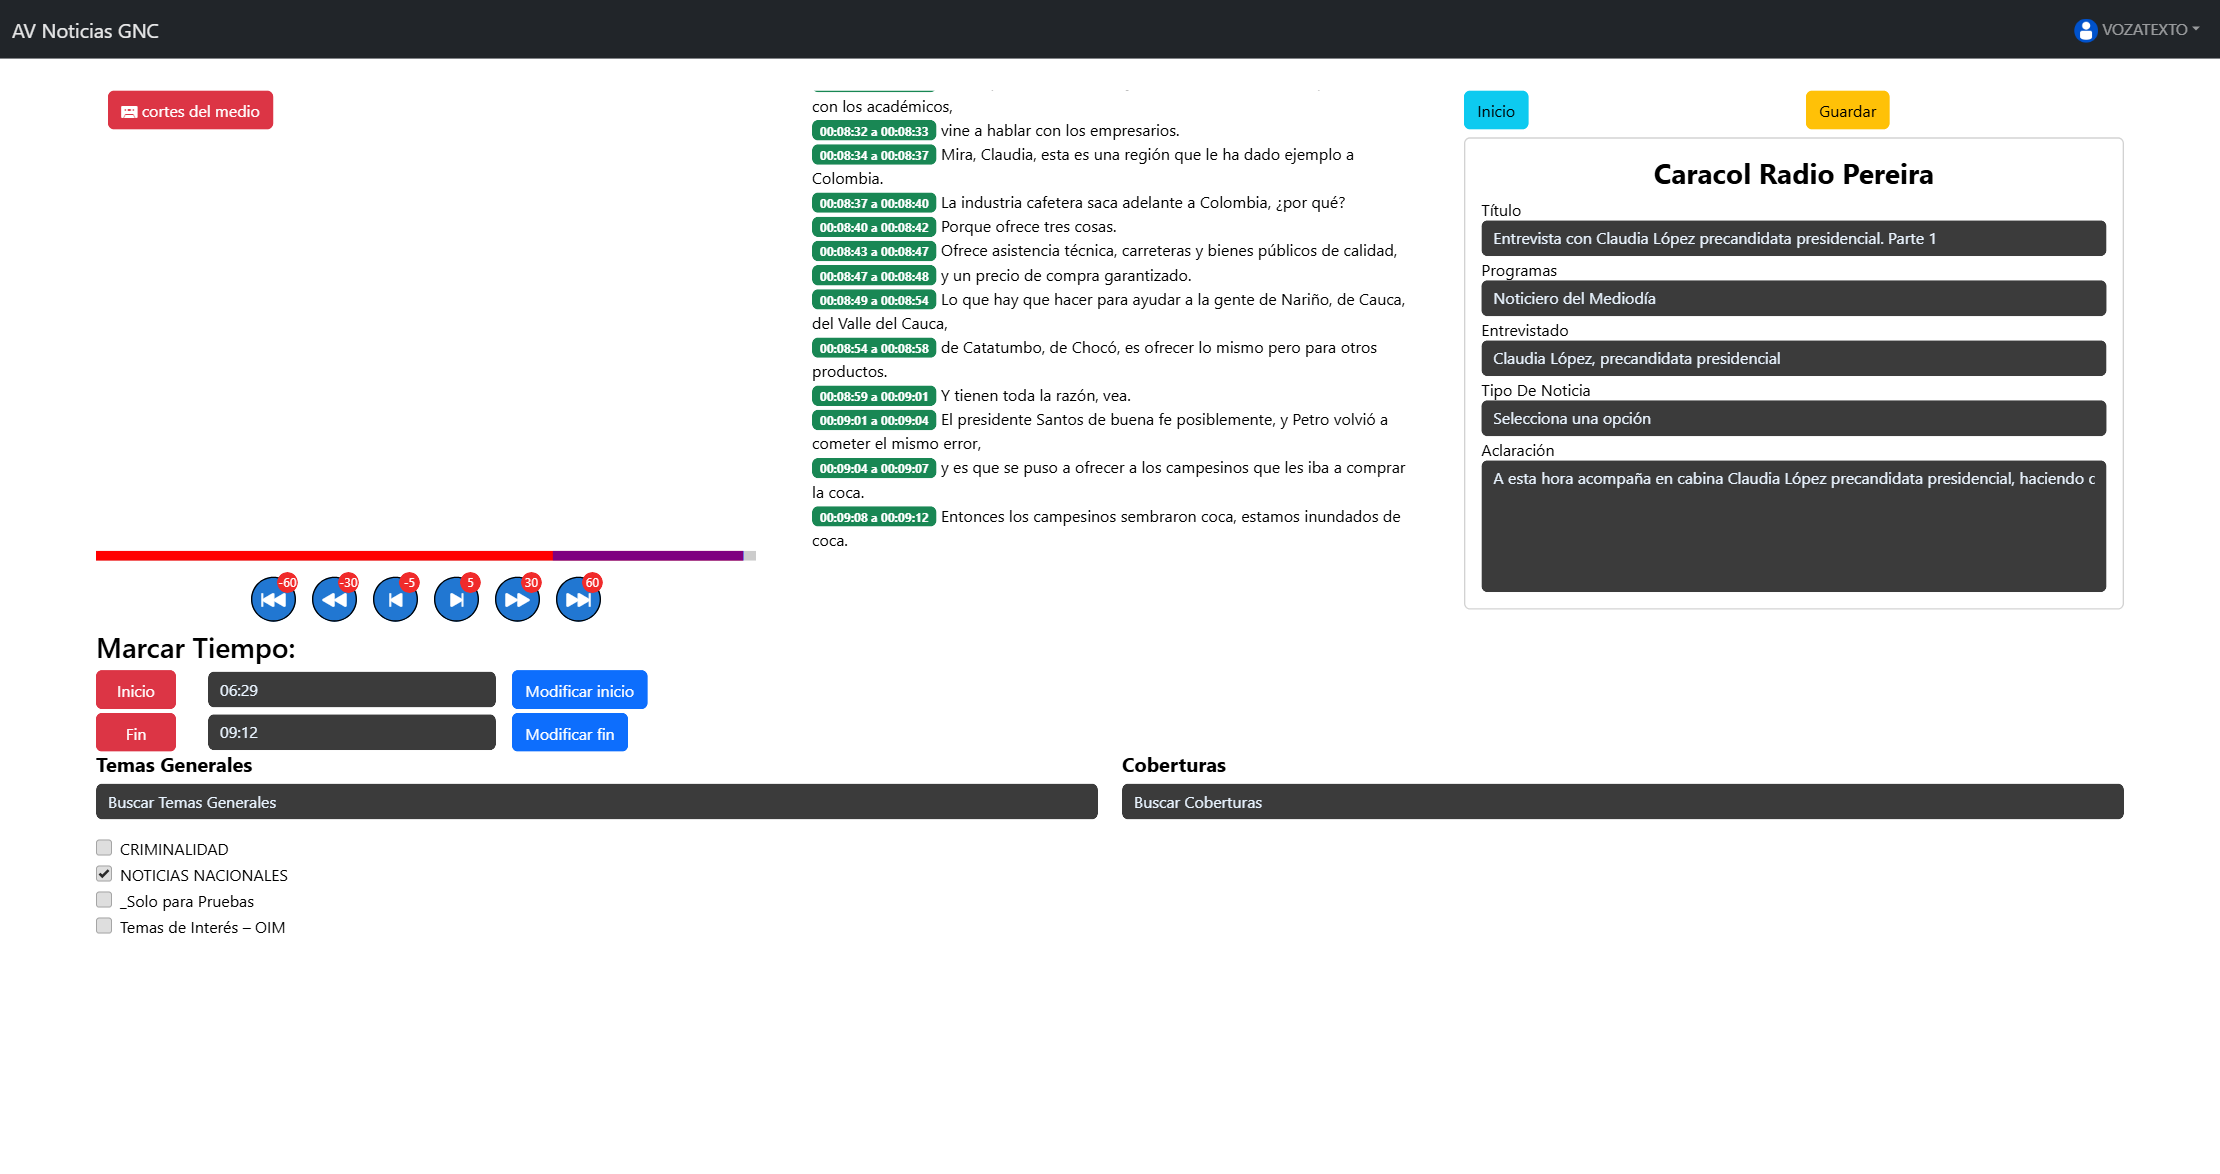 AV Noticias GNC
VOZATEXTO
cortes del medio
con los académicos,
00:08:32 a 00:08:33 vine a hablar con los empresarios.
00:08:34 a 00:08:37 Mira, Claudia, esta es una región que le ha dado ejemplo a
Colombia.
00:08:37 a 00:08:40 La industria cafetera saca adelante a Colombia, ¿por qué?
00:08:40 a 00:08:42 Porque ofrece tres cosas.
00:08:43 a 00:08:47 Ofrece asistencia técnica, carreteras y bienes públicos de calidad,
00:08:47 a 00:08:48 y un precio de compra garantizado.
00:08:49 a 00:08:54 Lo que hay que hacer para ayudar a la gente de Nariño, de Cauca,
del Valle del Cauca,
00:08:54 a 00:08:58 de Catatumbo, de Chocó, es ofrecer lo mismo pero para otros
productos.
00:08:59 a 00:09:01 Y tienen toda la razón, vea.
00:09:01 a 00:09:04 El presidente Santos de buena fe posiblemente, y Petro volvió a
cometer el mismo error,
00:09:04 a 00:09:07 y es que se puso a ofrecer a los campesinos que les iba a comprar
la coca.
00:09:08 a 00:09:12 Entonces los campesinos sembraron coca, estamos inundados de
coca.
Inicio
Guardar
Caracol Radio Pereira
Título
Entrevista con Claudia López precandidata presidencial. Parte 1
Programas
Noticiero del Mediodía
Entrevistado
Claudia López, precandidata presidencial
Tipo De Noticia
Selecciona una opción
Aclaración
A esta hora acompaña en cabina Claudia López precandidata presidencial, haciendo c
-60 -30 -5 5 30 60
Marcar Tiempo:
Inicio 06:29 Modificar inicio
Fin 09:12 Modificar fin
Temas Generales
Buscar Temas Generales
CRIMINALIDAD
NOTICIAS NACIONALES
_Solo para Pruebas
Temas de Interés – OIM
Coberturas
Buscar Coberturas